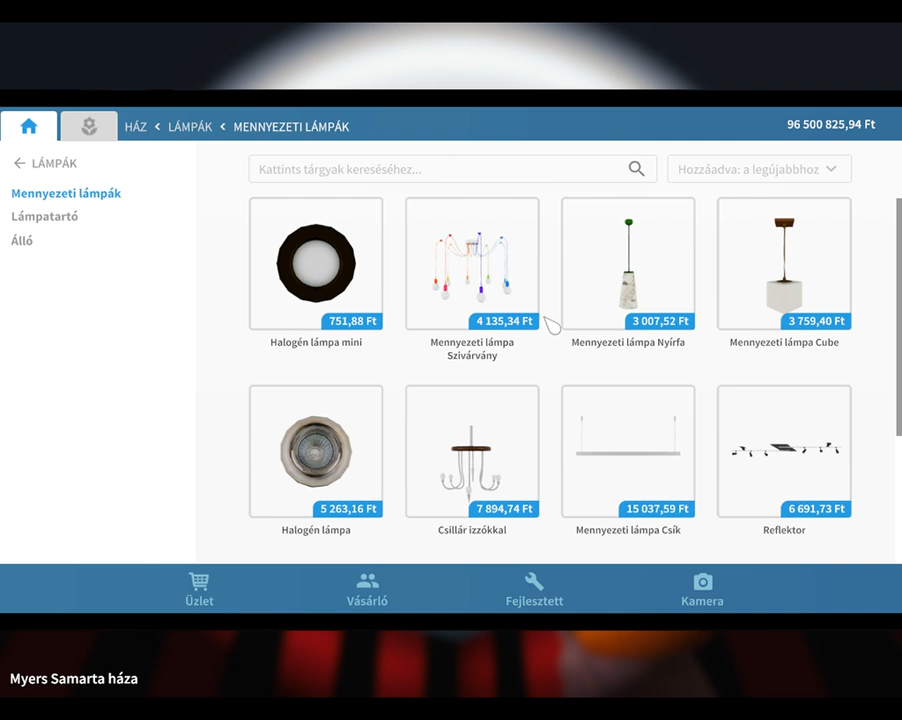 HÁZ < LÁMPÁK < MENNYEZETI LÁMPÁK
96 500 825,94 Ft
LÁMPÁK
Mennyezeti lámpák
Lámpatartó
Álló
Kattints tárgyak kereséséhez...
Hozzáadva: a legújabbhoz
751,88 Ft
4 135,34 Ft
3 007,52 Ft
3 759,40 Ft
Halogén lámpa mini
Mennyezeti lámpa
Szivárvány
Mennyezeti lámpa Nyírfa
Mennyezeti lámpa Cube
5 263,16 Ft
7 894,74 Ft
15 037,59 Ft
6 691,73 Ft
Halogén lámpa
Csillár izzókkal
Mennyezeti lámpa Csík
Reflektor
Üzlet
Vásárló
Fejlesztett
Kamera
Myers Samarta háza